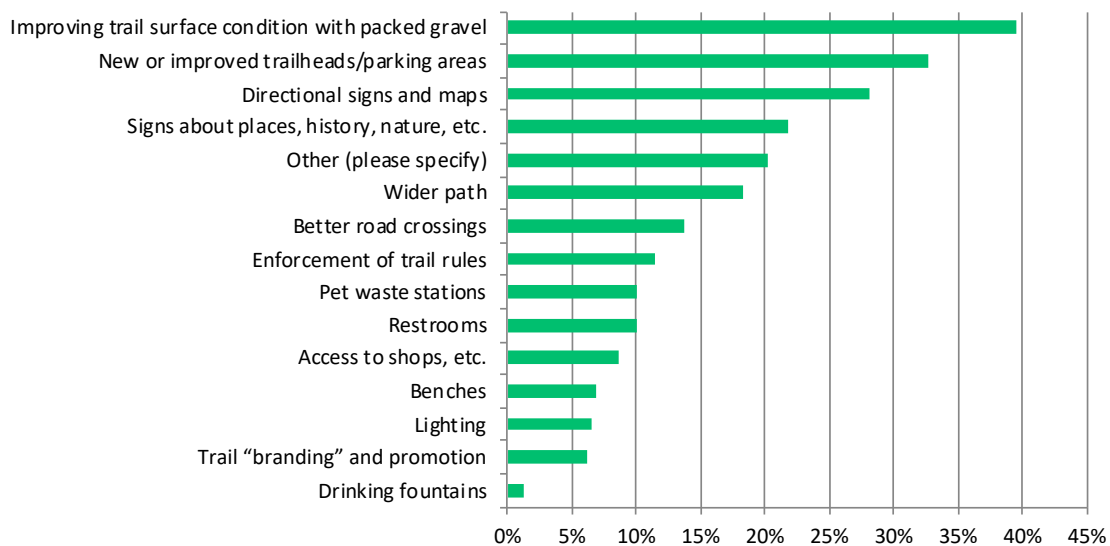 Improving trail surface condition with packed gravel
New or improved trailheads/parking areas
Directional signs and maps
Signs about places, history, nature, etc.
Other (please specify)
Wider path
Better road crossings
Enforcement of trail rules
Pet waste stations
Restrooms
Access to shops, etc.
Benches
Lighting
Trail “branding” and promotion
Drinking fountains
0% 5% 10% 15% 20% 25% 30% 35% 40% 45%